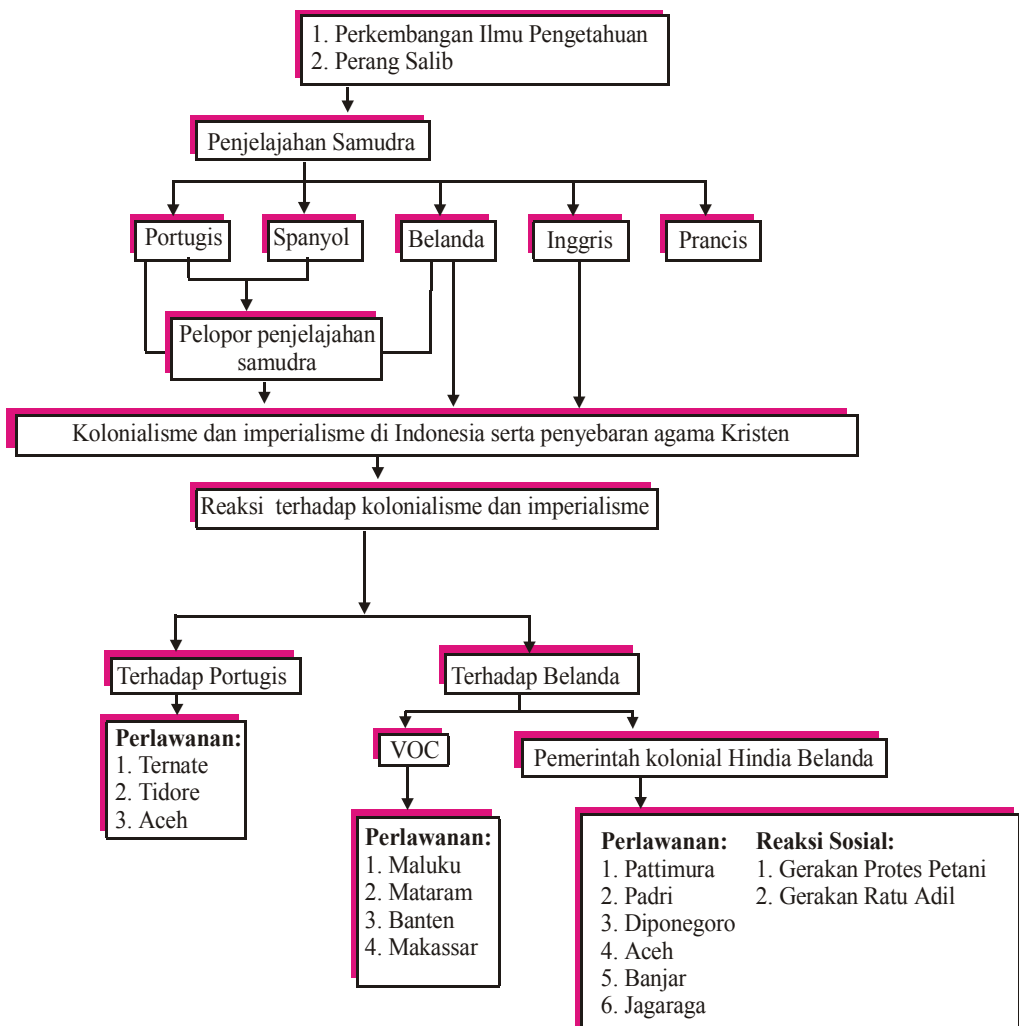 1. Perkembangan Ilmu Pengetahuan
2. Perang Salib
Penjelajahan Samudra
Portugis
Spanyol
Belanda
Inggris
Prancis
Pelopor penjelajahan
samudra
Kolonialisme dan imperialisme di Indonesia serta penyebaran agama Kristen
Reaksi terhadap kolonialisme dan imperialisme
Terhadap Portugis
Terhadap Belanda
Perlawanan:
1. Ternate
2. Tidore
3. Aceh
VOC
Pemerintah kolonial Hindia Belanda
Perlawanan:
1. Maluku
2. Mataram
3. Banten
4. Makassar
Perlawanan:
1. Pattimura
2. Padri
3. Diponegoro
4. Aceh
5. Banjar
6. Jagaraga
Reaksi Sosial:
1. Gerakan Protes Petani
2. Gerakan Ratu Adil